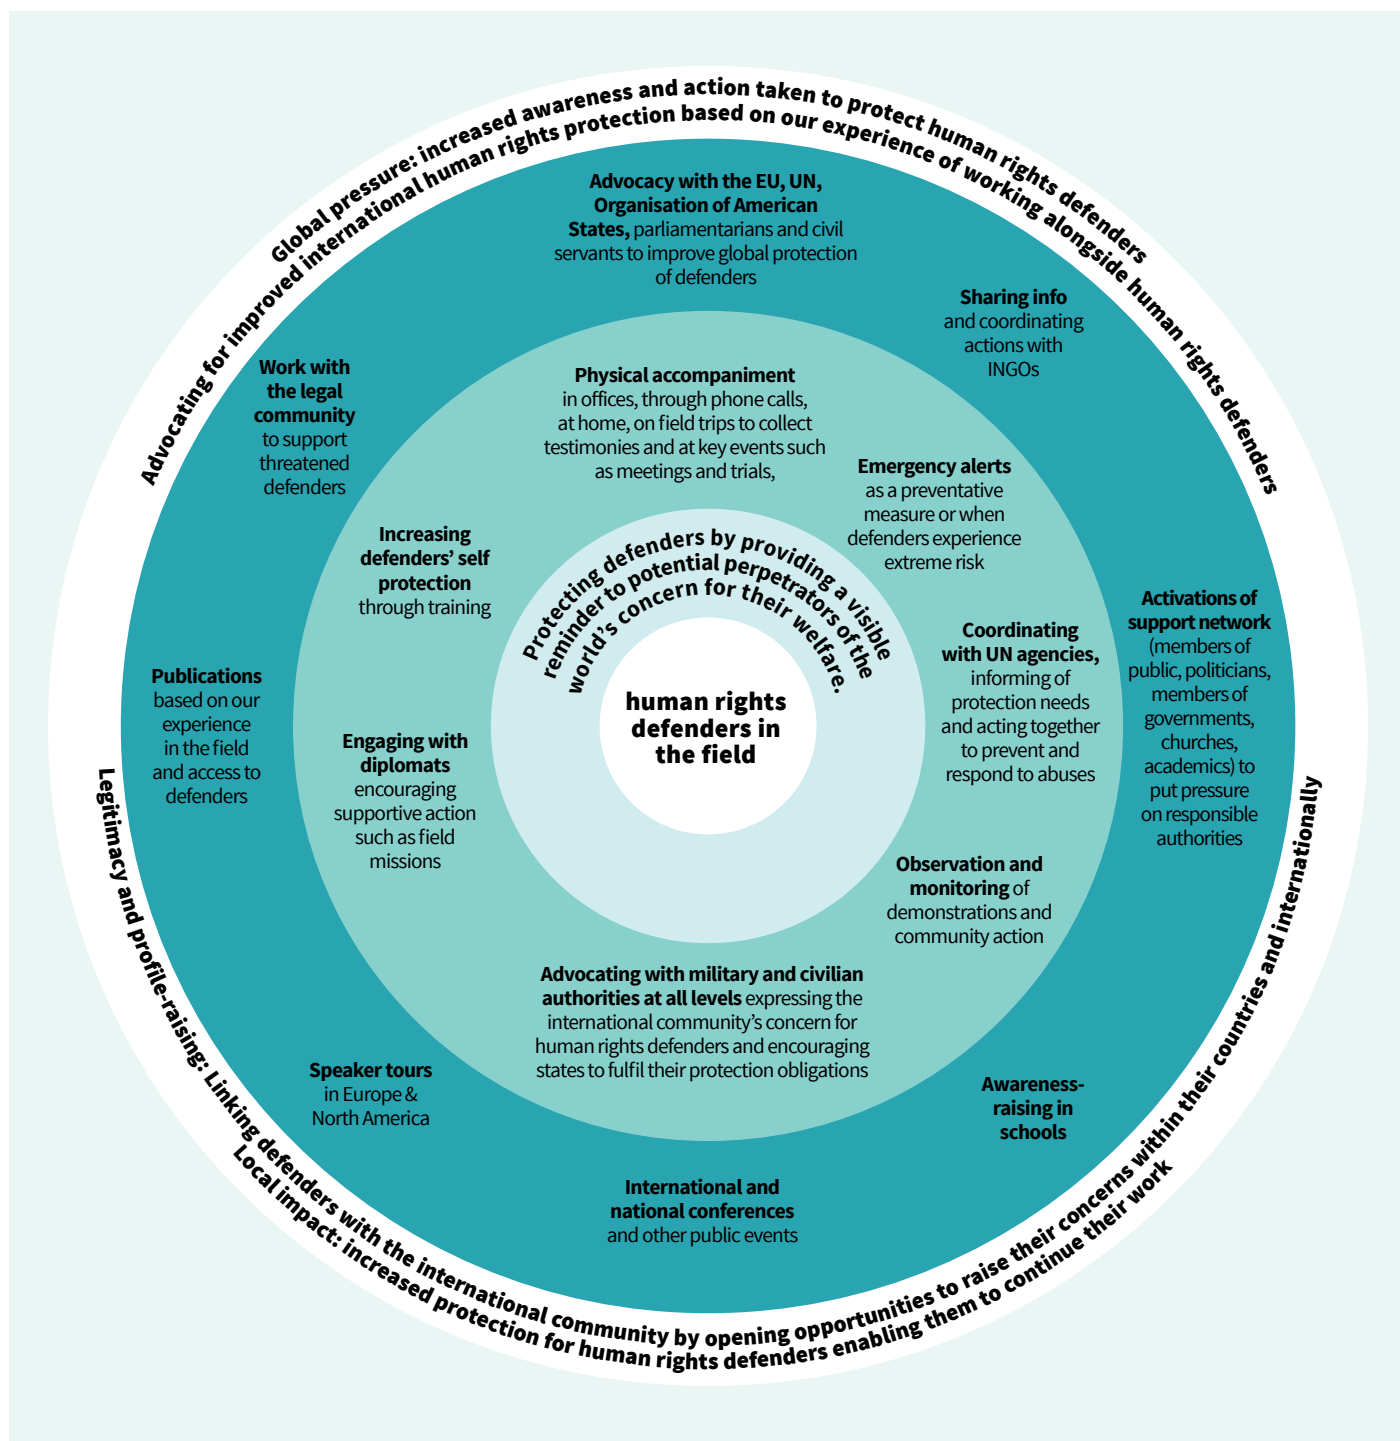 Global pressure: increased awareness and action taken to protect human rights defenders
Advocating for improved international human rights protection based on our experience of working alongside human rights defenders
Advocacy with the EU, UN,
Organisation of American
States, parliamentarians and civil
servants to improve global protection
of defenders
Sharing info
and coordinating
actions with
INGOs
Work with
the legal
community
to support
threatened
defenders
Physical accompaniment
in offices, through phone calls,
at home, on field trips to collect
testimonies and at key events such
as meetings and trials,
Emergency alerts
as a preventative
measure or when
defenders experience
extreme risk
Increasing
defenders’ self
protection
through training
Protecting defenders by providing a visible
reminder to potential perpetrators of the
world’s concern for their welfare.
human rights
defenders in
the field
Coordinating
with UN agencies,
informing of
protection needs
and acting together
to prevent and
respond to abuses
Activations of
support network
(members of
public, politicians,
members of
governments,
churches,
academics) to
put pressure
on responsible
authorities
Publications
based on our
experience
in the field
and access to
defenders
Engaging with
diplomats
encouraging
supportive action
such as field
missions
Observation and
monitoring of
demonstrations and
community action
Advocating with military and civilian
authorities at all levels expressing the
international community’s concern for
human rights defenders and encouraging
states to fulfil their protection obligations
Speaker tours
in Europe &
North America
Awareness-
raising in
schools
International and
national conferences
and other public events
Legitimacy and profile-raising: Linking defenders with the international community by opening opportunities to raise their concerns within their countries and internationally
Local impact: increased protection for human rights defenders enabling them to continue their work